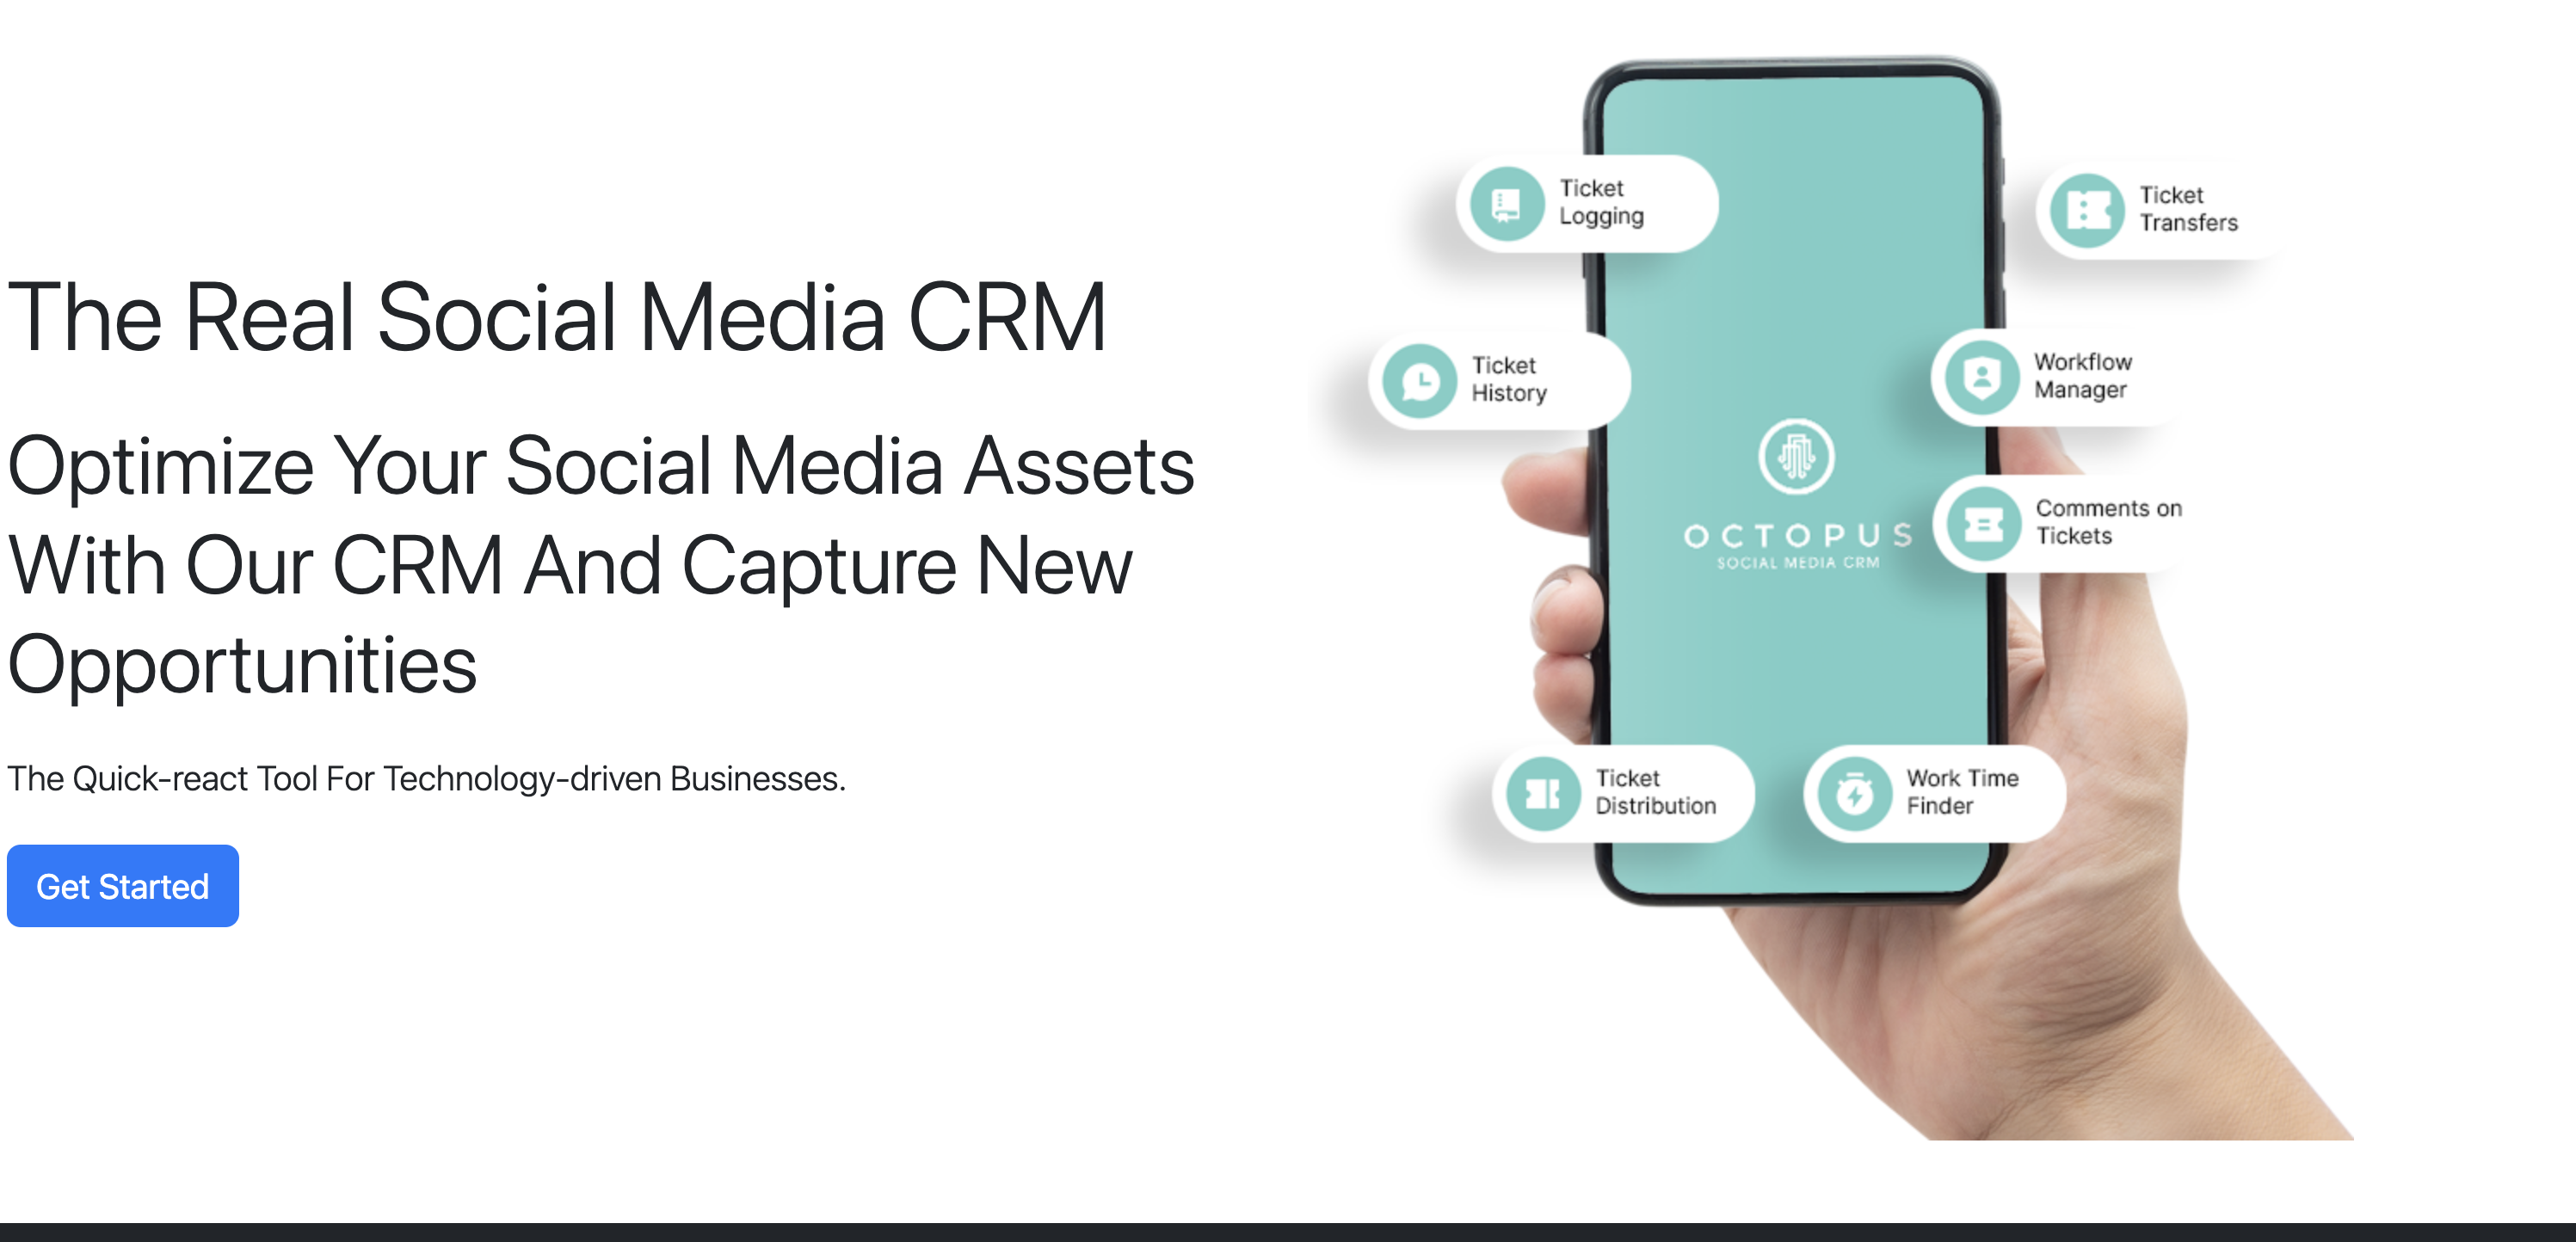 The Real Social Media CRM
Optimize Your Social Media Assets
With Our CRM And Capture New
Opportunities
The Quick-react Tool For Technology-driven Businesses.
Get Started
Ticket
Logging
Ticket
Transfers
Ticket
History
Workflow
Manager
OCTOPUS
SOCIAL MEDIA CRM
Comments on
Tickets
Ticket
Distribution
Work Time
Finder